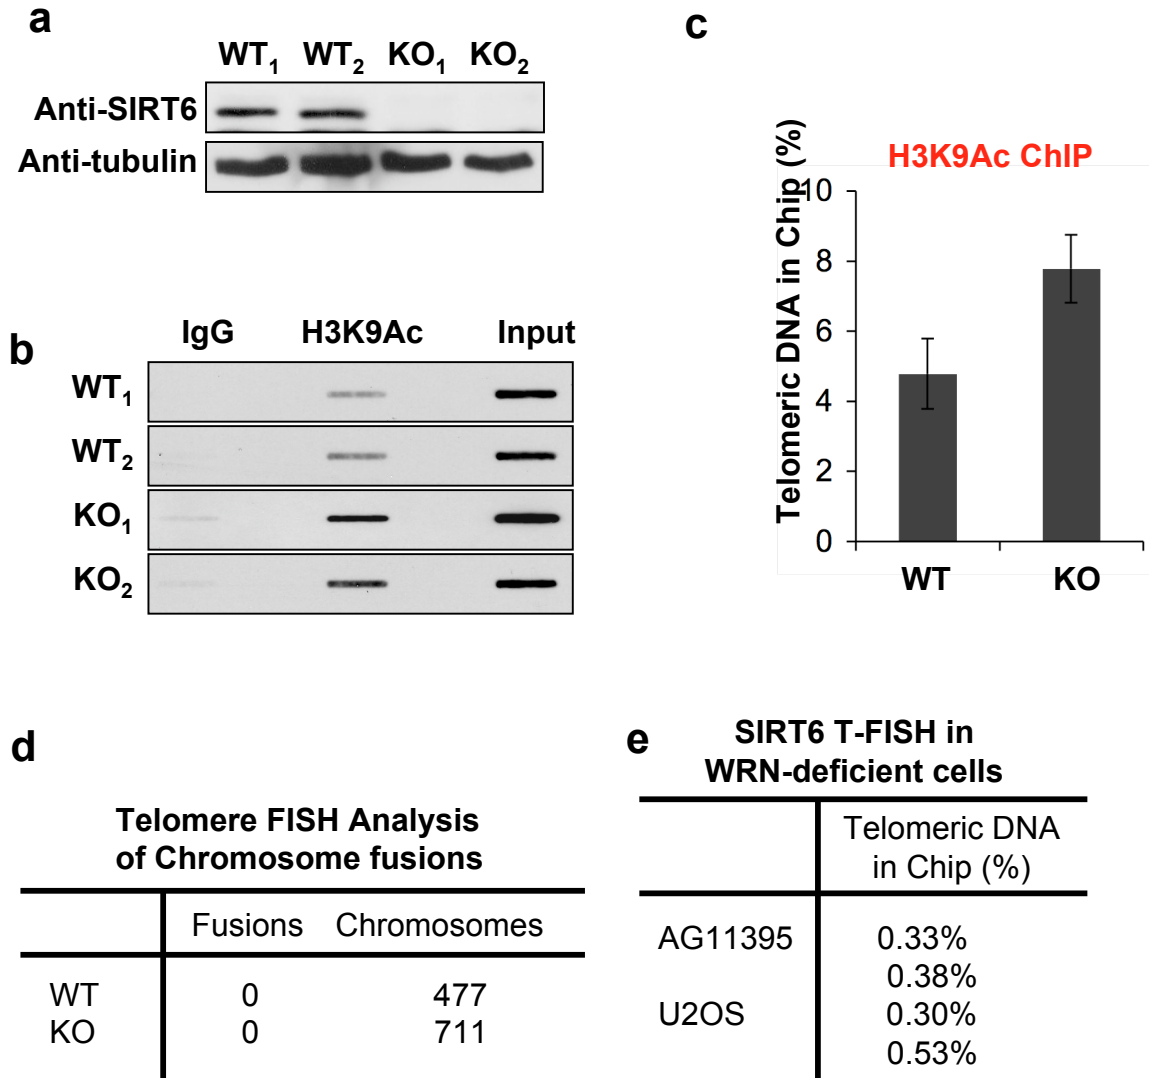 a
WT1 WT2 KO1 KO2
Anti-SIRT6
Anti-tubulin
b
IgG H3K9Ac Input
WT1
WT2
KO1
KO2
c
H3K9Ac ChIP
Telomeric DNA in Chip (%)
10
8
6
4
2
0
WT KO
d
Telomere FISH Analysis
of Chromosome fusions
Fusions Chromosomes
WT 0 477
KO 0 711
e
SIRT6 T-FISH in
WRN-deficient cells
Telomeric DNA
in Chip (%)
AG11395 0.33%
0.38%
U2OS 0.30%
0.53%